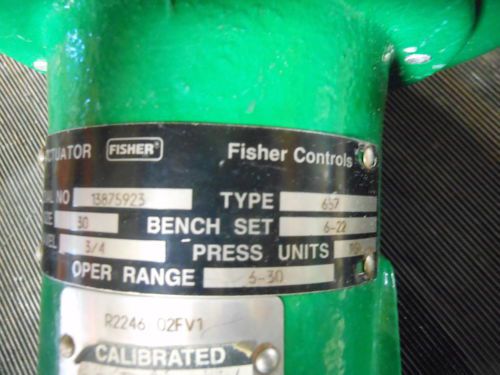 ACTUATOR FISHER Fisher Controls
NO 13875923 TYPE 657
30 BENCH SET 6-22
3/4 PRESS UNITS
OPER RANGE 6-30
R2246 02FV1
CALIBRATED